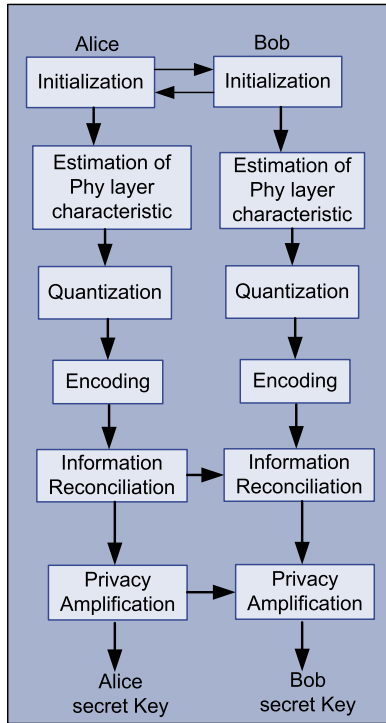 Alice
Bob
Initialization
Initialization
Estimation of
Phy layer
characteristic
Estimation of
Phy layer
characteristic
Quantization
Quantization
Encoding
Encoding
Information
Reconciliation
Information
Reconciliation
Privacy
Amplification
Privacy
Amplification
Alice
secret Key
Bob
secret Key